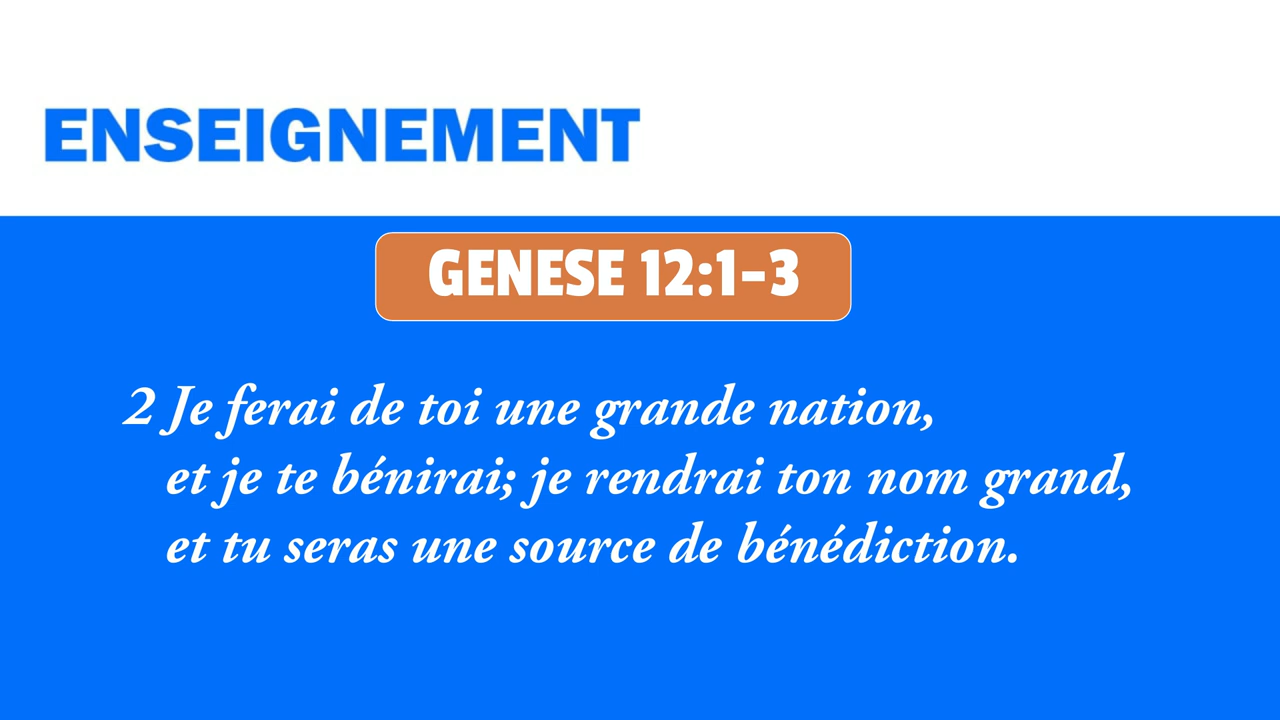 ENSEIGNEMENT
GENESE 12:1-3
2 Je ferai de toi une grande nation,
et je te bénirai; je rendrai ton nom grand,
et tu seras une source de bénédiction.